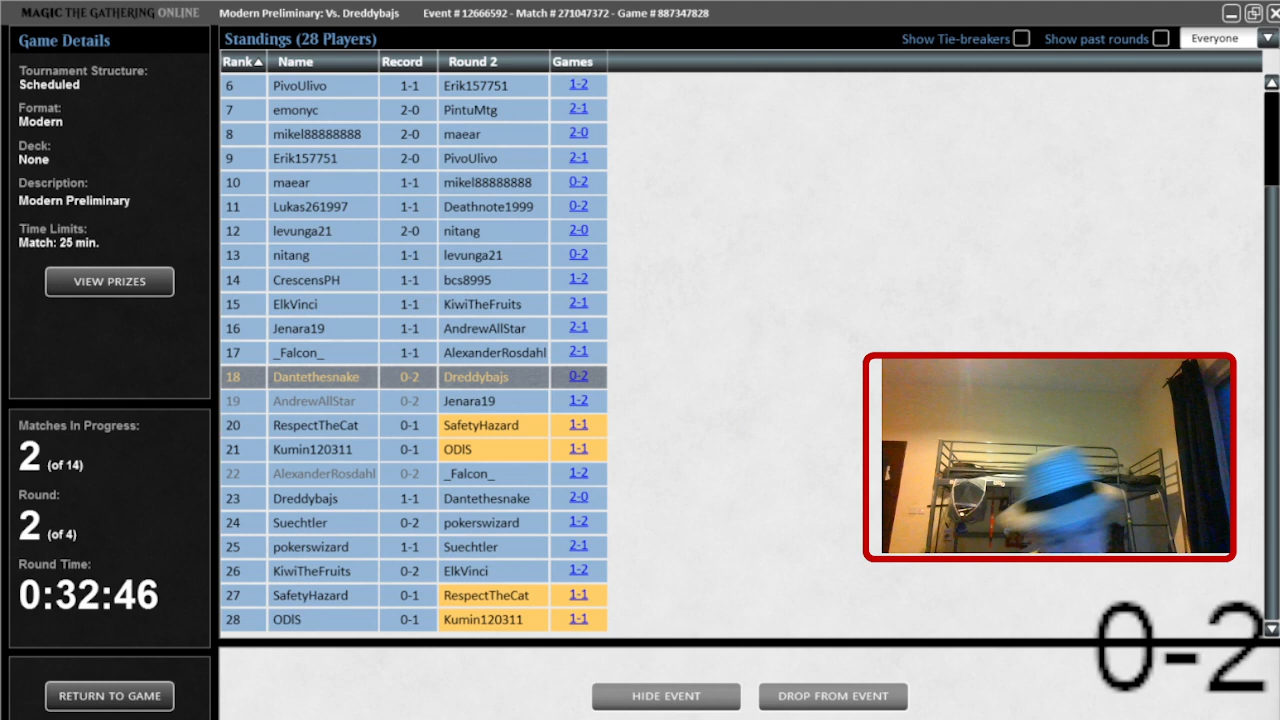 MAGIC THE GATHERING ONLINE Modern Preliminary: Vs. Dreddybajs Event # 12666592 - Match # 271047372 - Game # 887347828
Game Details
Tournament Structure:
Scheduled
Format:
Modern
Deck:
None
Description:
Modern Preliminary
Time Limits:
Match: 25 min.
VIEW PRIZES
Matches In Progress:
2 (of 14)
Round:
2 (of 4)
Round Time:
0:32:46
RETURN TO GAME
Standings (28 Players) Show Tie-breakers Show past rounds Everyone
Rank Name Record Round 2 Games
6 PivoUlivo 1-1 Erik157751 1-2
7 emonyc 2-0 PintuMtg 2-1
8 mikel88888888 2-0 maear 2-0
9 Erik157751 2-0 PivoUlivo 2-1
10 maear 1-1 mikel88888888 0-2
11 Lukas261997 1-1 Deathnote1999 0-2
12 levunga21 2-0 nitang 2-0
13 nitang 1-1 levunga21 0-2
14 CrescensPH 1-1 bcs8995 1-2
15 ElkVinci 1-1 KiwiTheFruits 2-1
16 Jenara19 1-1 AndrewAllStar 2-1
17 _Falcon_ 1-1 AlexanderRosdahl 2-1
18 Dantethesnake 0-2 Dreddybajs 0-2
19 AndrewAllStar 0-2 Jenara19 1-2
20 RespectTheCat 0-1 SafetyHazard 1-1
21 Kumin120311 0-1 ODlS 1-1
22 AlexanderRosdahl 0-2 _Falcon_ 1-2
23 Dreddybajs 1-1 Dantethesnake 2-0
24 Suechtler 0-2 pokerswizard 1-2
25 pokerswizard 1-1 Suechtler 2-1
26 KiwiTheFruits 0-2 ElkVinci 1-2
27 SafetyHazard 0-1 RespectTheCat 1-1
28 ODlS 0-1 Kumin120311 1-1
0-2
HIDE EVENT DROP FROM EVENT